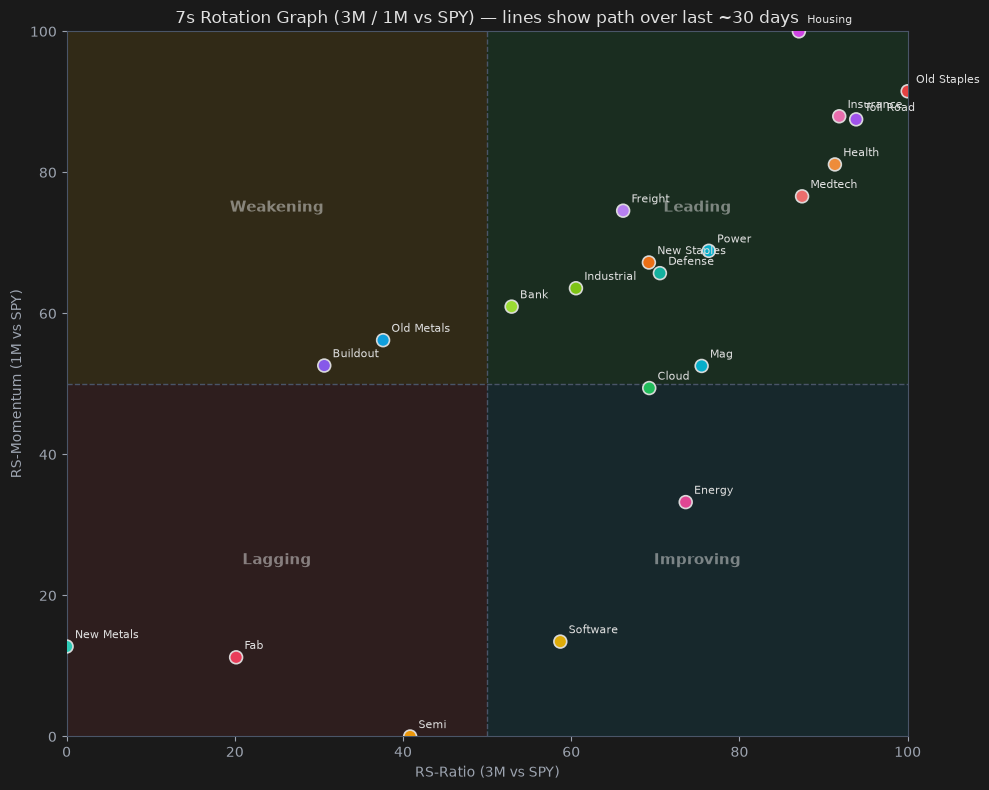 7s Rotation Graph (3M / 1M vs SPY) — lines show path over last ~30 days
Housing
100
Old Staples
Insurance
Toll Road
80
Health
Medtech
Weakening
Freight
Leading
Power
New Staples
Defense
Industrial
60
Bank
Old Metals
Buildout
Mag
Cloud
RS-Momentum (1M vs SPY)
40
Energy
Lagging
Improving
20
New Metals
Fab
Software
Semi
0
0 20 40 60 80 100
RS-Ratio (3M vs SPY)